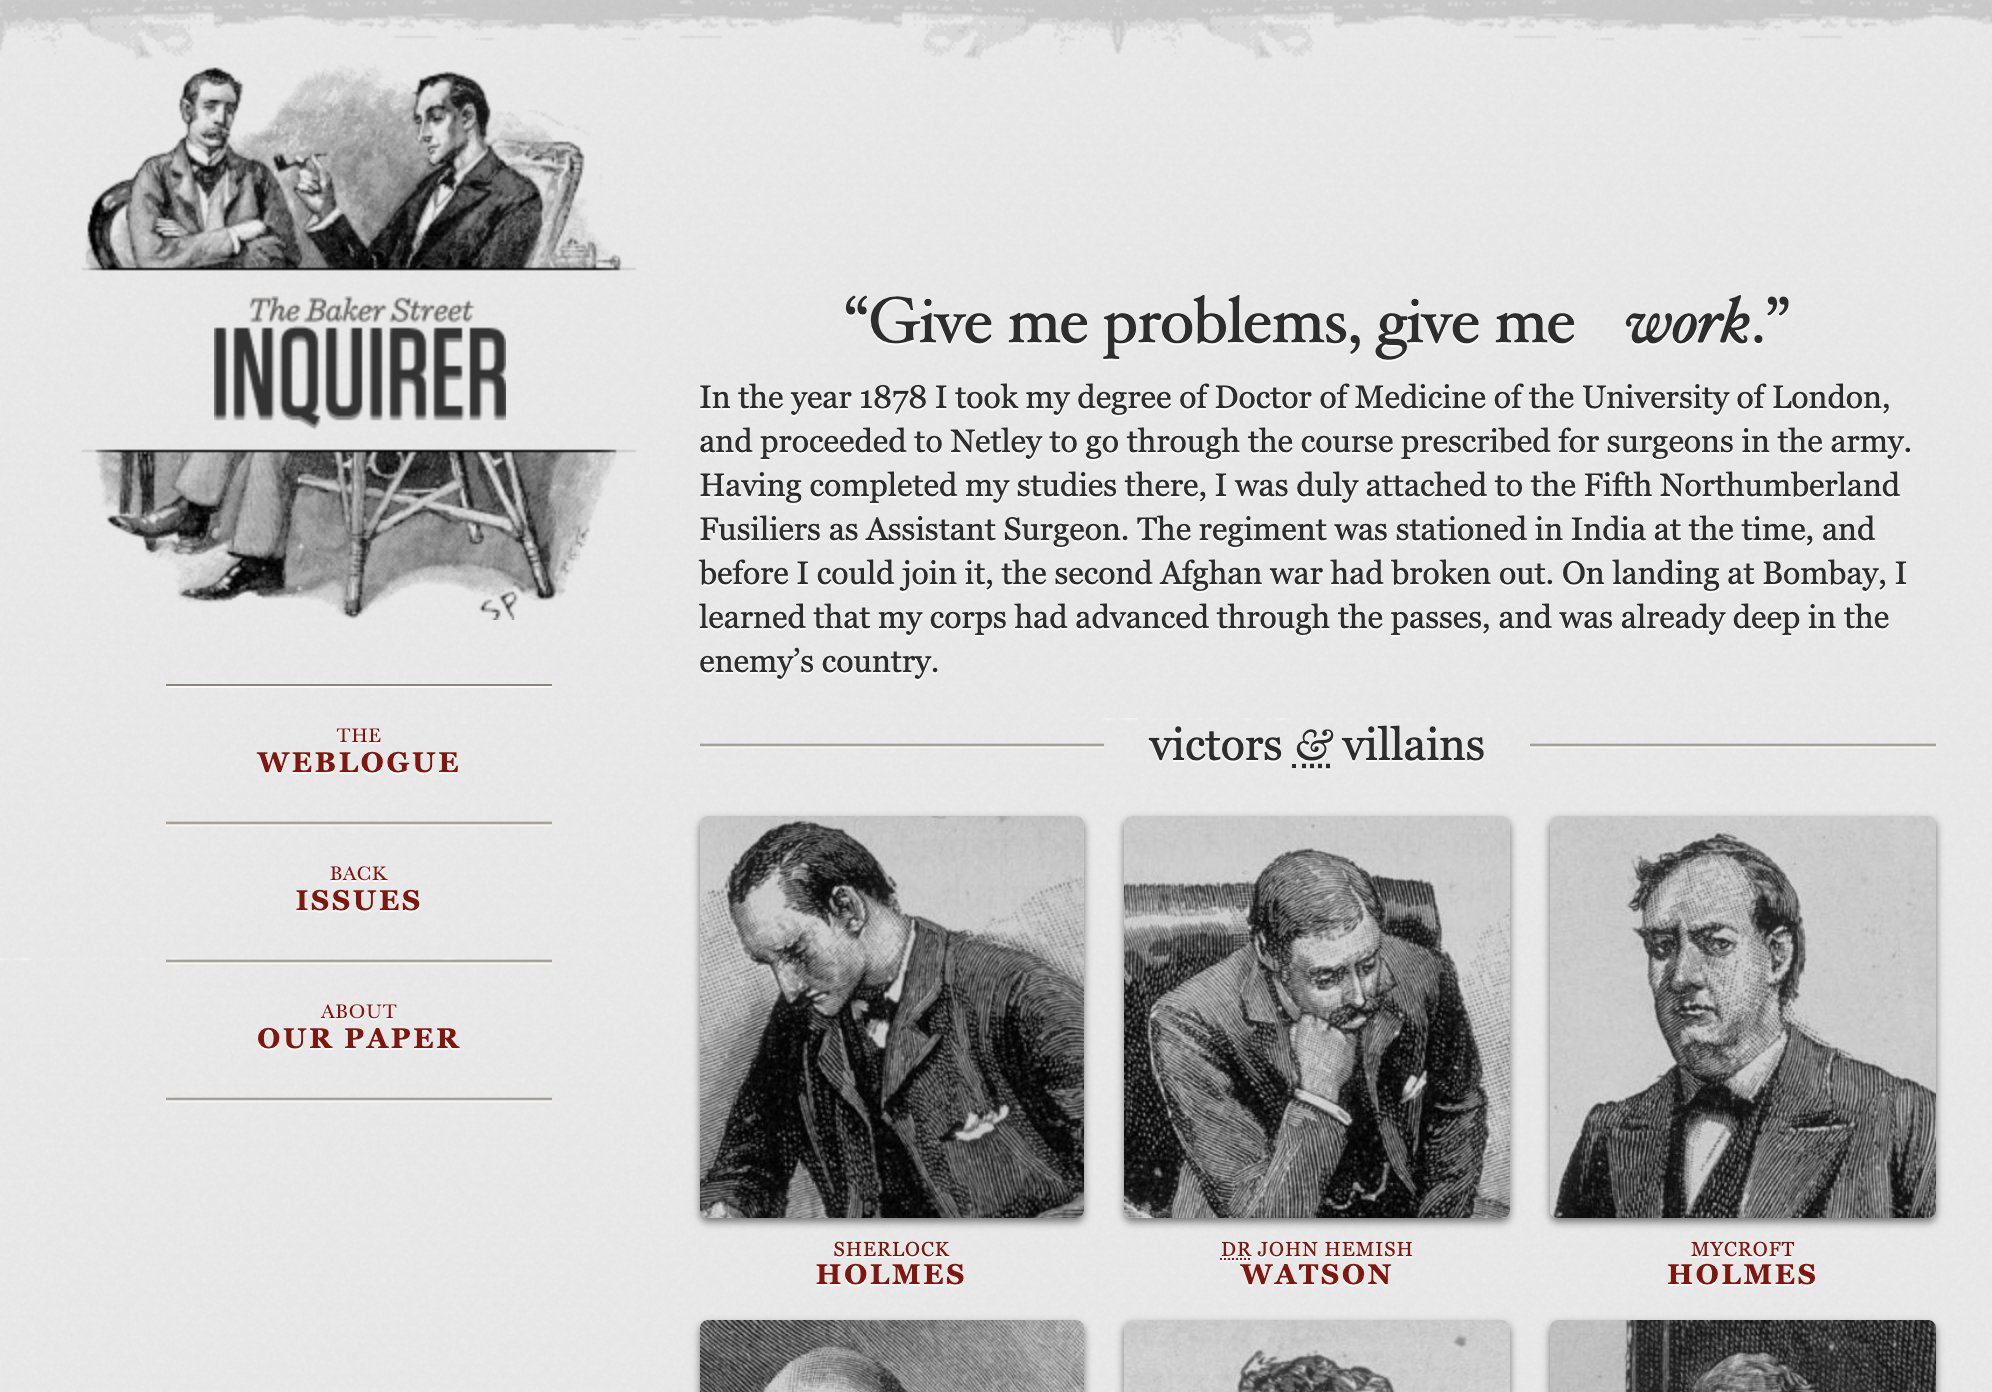 The Baker Street
INQUIRER
SP
THE
WEBLOGUE
BACK
ISSUES
ABOUT
OUR PAPER
“Give me problems, give me work.”
In the year 1878 I took my degree of Doctor of Medicine of the University of London,
and proceeded to Netley to go through the course prescribed for surgeons in the army.
Having completed my studies there, I was duly attached to the Fifth Northumberland
Fusiliers as Assistant Surgeon. The regiment was stationed in India at the time, and
before I could join it, the second Afghan war had broken out. On landing at Bombay, I
learned that my corps had advanced through the passes, and was already deep in the
enemy’s country.
victors & villains
SHERLOCK
HOLMES
DR JOHN HEMISH
WATSON
MYCROFT
HOLMES